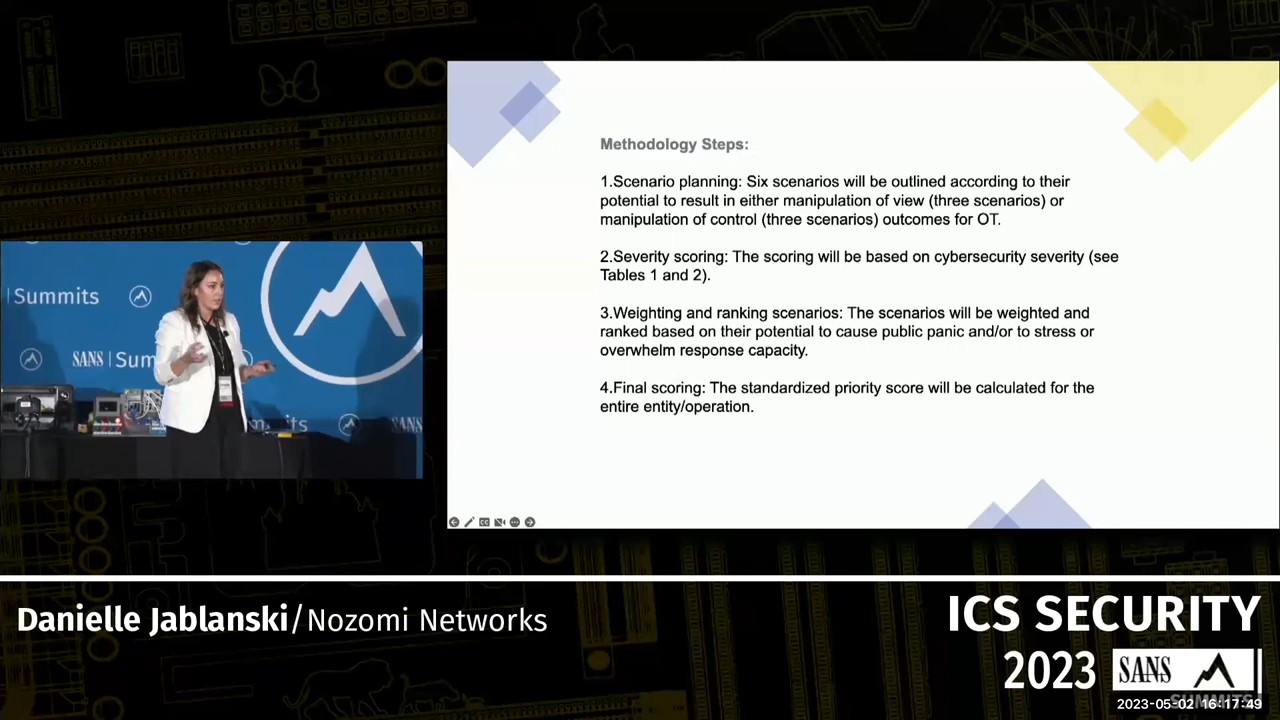 Methodology Steps:
1.Scenario planning: Six scenarios will be outlined according to their
potential to result in either manipulation of view (three scenarios) or
manipulation of control (three scenarios) outcomes for OT.
2.Severity scoring: The scoring will be based on cybersecurity severity (see
Tables 1 and 2).
3.Weighting and ranking scenarios: The scenarios will be weighted and
ranked based on their potential to cause public panic and/or to stress or
overwhelm response capacity.
4.Final scoring: The standardized priority score will be calculated for the
entire entity/operation.
| Summits
SANS | Sum
its
SANS
Danielle Jablanski/Nozomi Networks
ICS SECURITY
2023 SANS
SUMMITS
2023-05-02 16:17:49